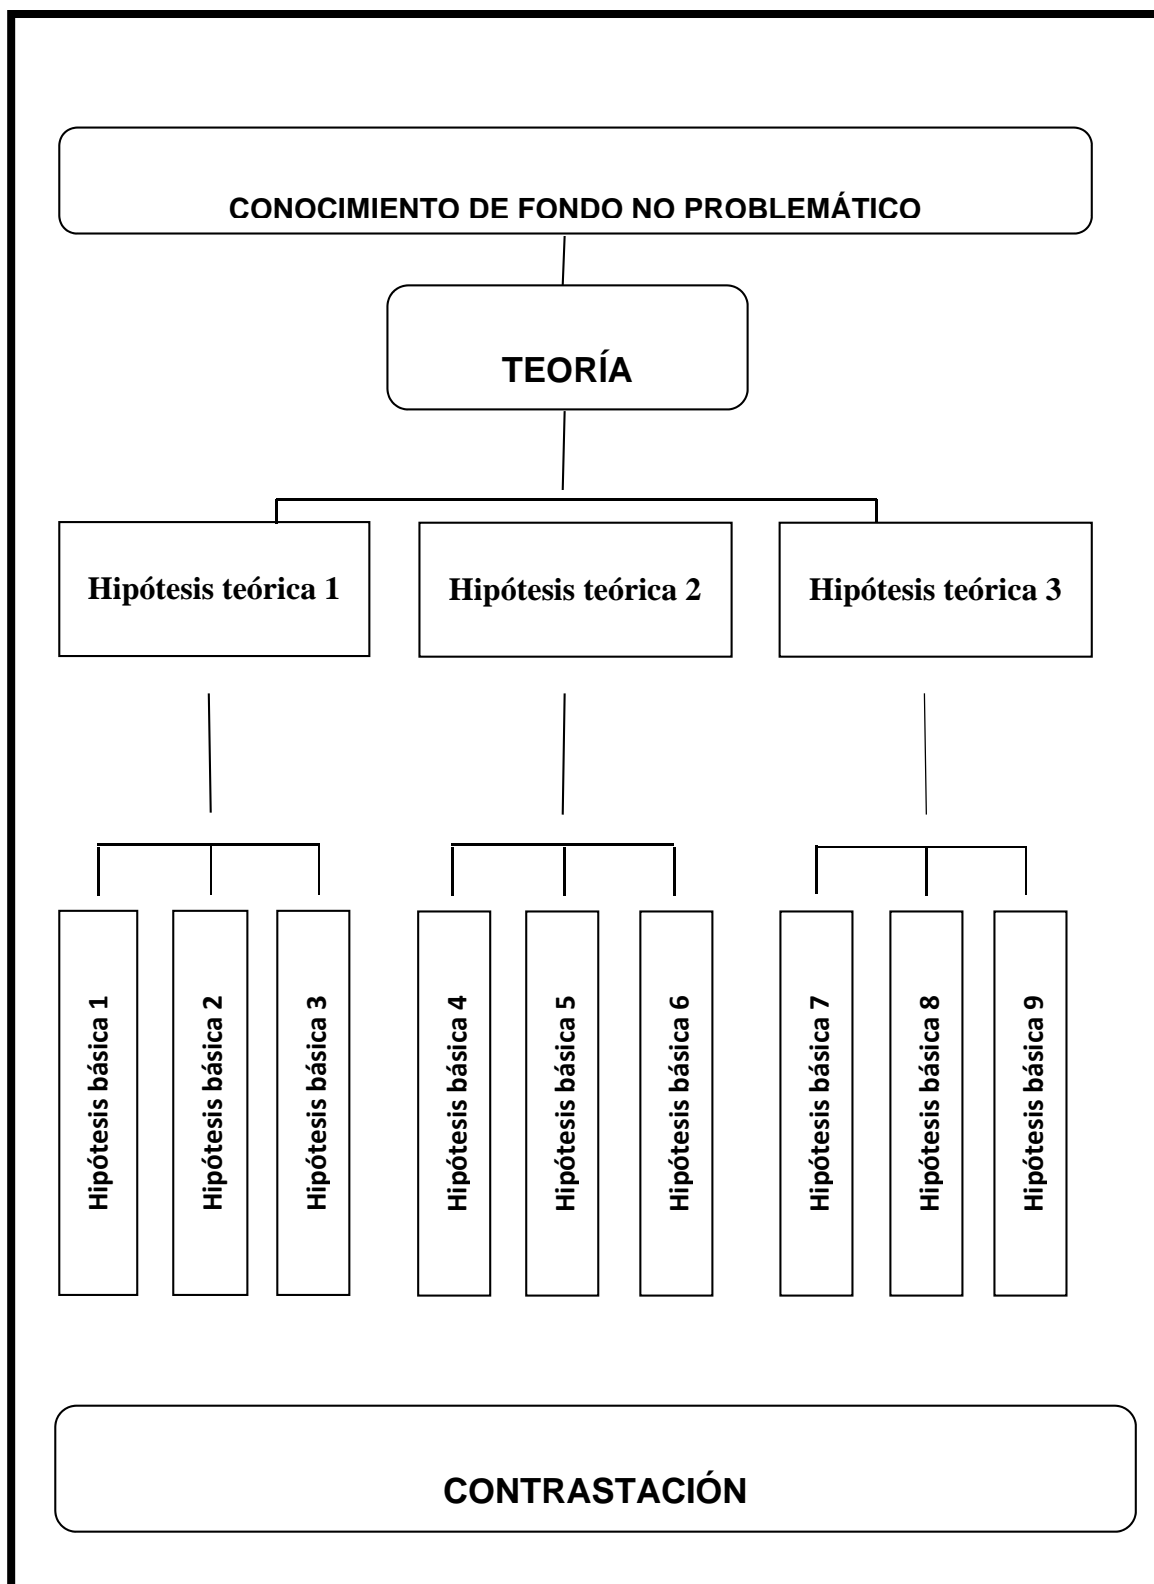 CONOCIMIENTO DE FONDO NO PROBLEMÁTICO
TEORÍA
Hipótesis teórica 1
Hipótesis teórica 2
Hipótesis teórica 3
Hipótesis básica 1
Hipótesis básica 2
Hipótesis básica 3
Hipótesis básica 4
Hipótesis básica 5
Hipótesis básica 6
Hipótesis básica 7
Hipótesis básica 8
Hipótesis básica 9
CONTRASTACIÓN